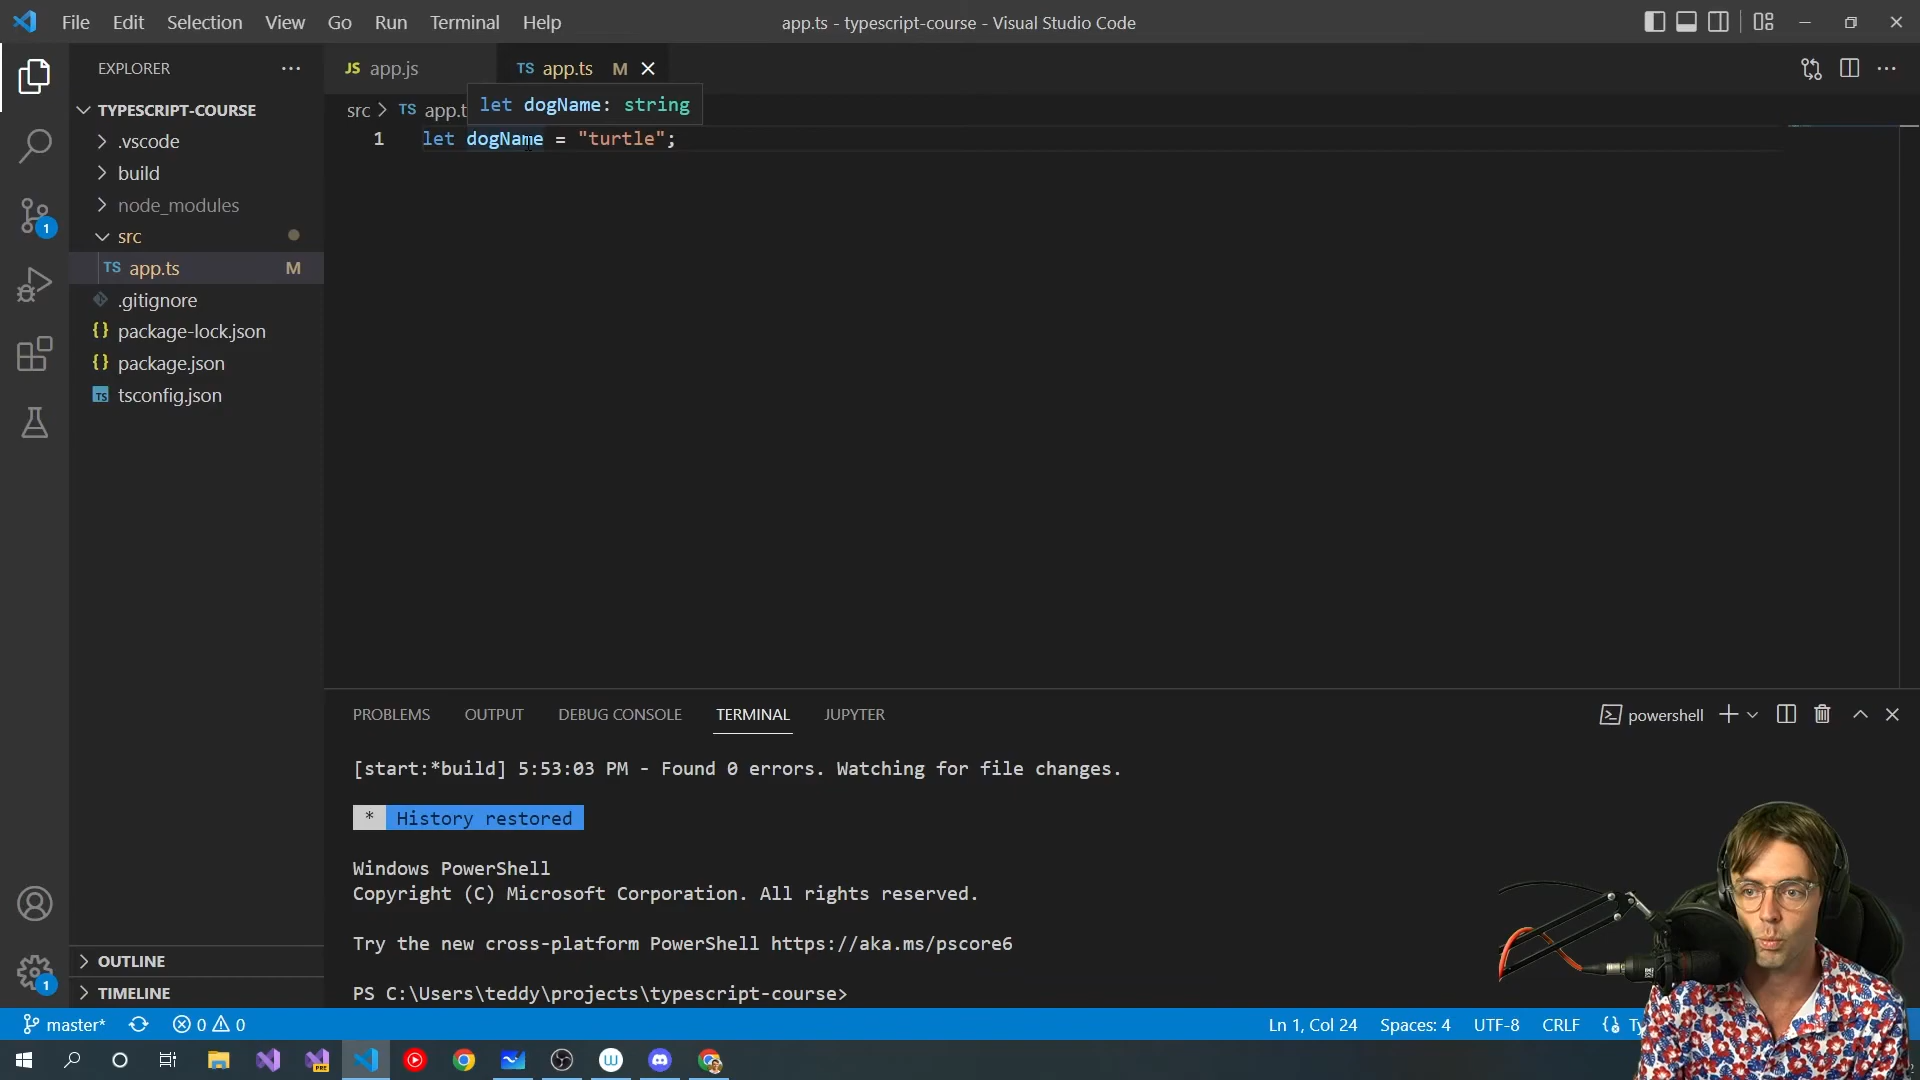 File Edit Selection View Go Run Terminal Help
app.ts - typescript-course - Visual Studio Code
EXPLORER
TYPESCRIPT-COURSE
.vscode
build
node_modules
src
TS app.ts M
.gitignore
{} package-lock.json
{} package.json
TS tsconfig.json
OUTLINE
TIMELINE
1
1
JS app.js
TS app.ts M
src > TS app.t
let dogName: string
1 let dogName = "turtle";
PROBLEMS OUTPUT DEBUG CONSOLE TERMINAL JUPYTER
powershell
[start:*build] 5:53:03 PM - Found 0 errors. Watching for file changes.
* History restored
Windows PowerShell
Copyright (C) Microsoft Corporation. All rights reserved.
Try the new cross-platform PowerShell https://aka.ms/pscore6
PS C:\Users\teddy\projects\typescript-course>
master* 0 0
Ln 1, Col 24 Spaces: 4 UTF-8 CRLF {} Ty
PRE
W